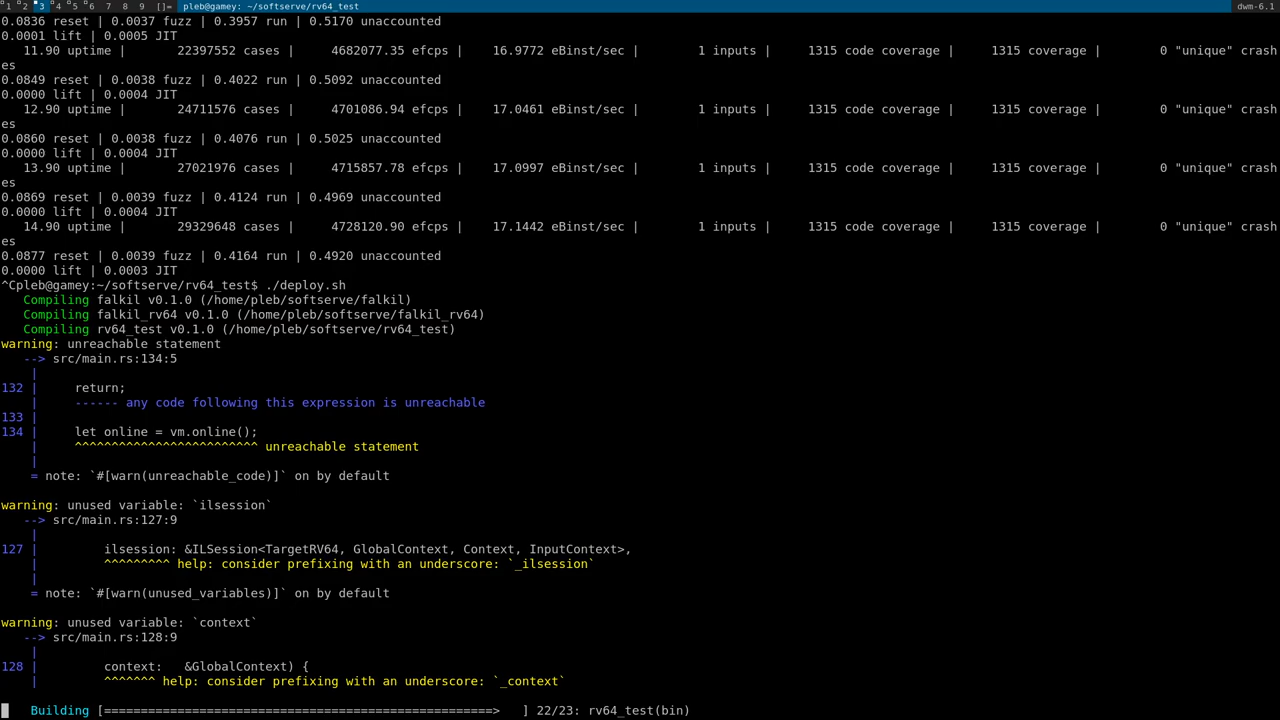 1 2 3 4 5 6 7 8 9 []= pleb@gamey: ~/softserve/rv64_test dwm-6.1
0.0836 reset | 0.0037 fuzz | 0.3957 run | 0.5170 unaccounted
0.0001 lift | 0.0005 JIT
11.90 uptime | 22397552 cases | 4682077.35 efcps | 16.9772 eBinst/sec | 1 inputs | 1315 code coverage | 1315 coverage | 0 "unique" crash
es
0.0849 reset | 0.0038 fuzz | 0.4022 run | 0.5092 unaccounted
0.0000 lift | 0.0004 JIT
12.90 uptime | 24711576 cases | 4701086.94 efcps | 17.0461 eBinst/sec | 1 inputs | 1315 code coverage | 1315 coverage | 0 "unique" crash
es
0.0860 reset | 0.0038 fuzz | 0.4076 run | 0.5025 unaccounted
0.0000 lift | 0.0004 JIT
13.90 uptime | 27021976 cases | 4715857.78 efcps | 17.0997 eBinst/sec | 1 inputs | 1315 code coverage | 1315 coverage | 0 "unique" crash
es
0.0869 reset | 0.0039 fuzz | 0.4124 run | 0.4969 unaccounted
0.0000 lift | 0.0004 JIT
14.90 uptime | 29329648 cases | 4728120.90 efcps | 17.1442 eBinst/sec | 1 inputs | 1315 code coverage | 1315 coverage | 0 "unique" crash
es
0.0877 reset | 0.0039 fuzz | 0.4164 run | 0.4920 unaccounted
0.0000 lift | 0.0003 JIT
^Cpleb@gamey:~/softserve/rv64_test$ ./deploy.sh
Compiling falkil v0.1.0 (/home/pleb/softserve/falkil)
Compiling falkil_rv64 v0.1.0 (/home/pleb/softserve/falkil_rv64)
Compiling rv64_test v0.1.0 (/home/pleb/softserve/rv64_test)
warning: unreachable statement
--> src/main.rs:134:5
|
132 | return;
| ------ any code following this expression is unreachable
133 |
134 | let online = vm.online();
| ^^^^^^^^^^^^^^^^^^^^^^^^^ unreachable statement
|
= note: `#[warn(unreachable_code)]` on by default
warning: unused variable: `ilsession`
--> src/main.rs:127:9
|
127 | ilsession: &ILSession<TargetRV64, GlobalContext, Context, InputContext>,
| ^^^^^^^^^ help: consider prefixing with an underscore: `_ilsession`
|
= note: `#[warn(unused_variables)]` on by default
warning: unused variable: `context`
--> src/main.rs:128:9
|
128 | context: &GlobalContext) {
| ^^^^^^^ help: consider prefixing with an underscore: `_context`
Building [=====================================================> ] 22/23: rv64_test(bin)